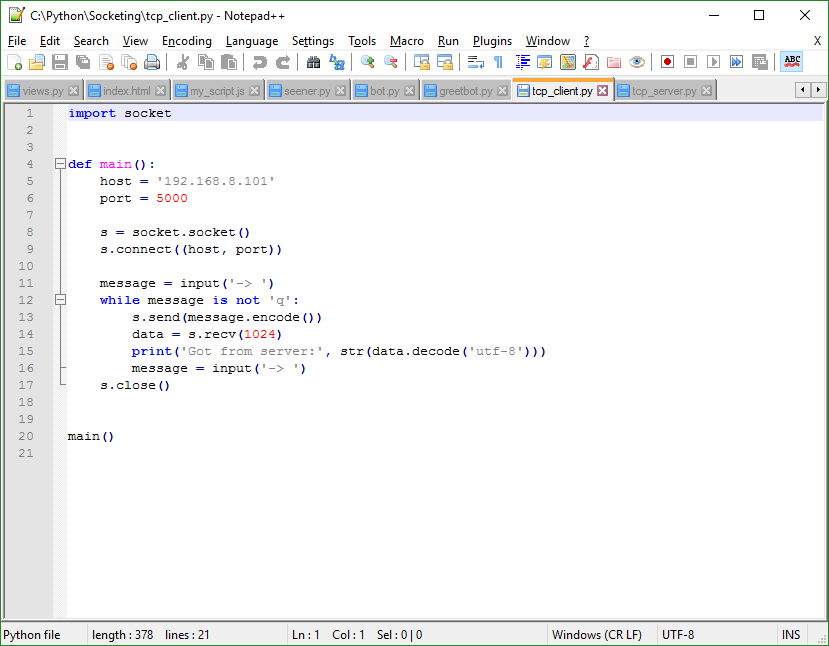 C:\Python\Socketing\tcp_client.py - Notepad++
File Edit Search View Encoding Language Settings Tools Macro Run Plugins Window ? X
ABC
views.py index.html my_script.js seener.py bot.py greetbot.py tcp_client.py tcp_server.py
1 import socket
2
3
4 def main():
5     host = '192.168.8.101'
6     port = 5000
7
8     s = socket.socket()
9     s.connect((host, port))
10
11     message = input('-> ')
12     while message is not 'q':
13         s.send(message.encode())
14         data = s.recv(1024)
15         print('Got from server:', str(data.decode('utf-8')))
16         message = input('-> ')
17     s.close()
18
19
20 main()
21
Python file length : 378 lines : 21 Ln : 1 Col : 1 Sel : 0 | 0 Windows (CR LF) UTF-8 INS